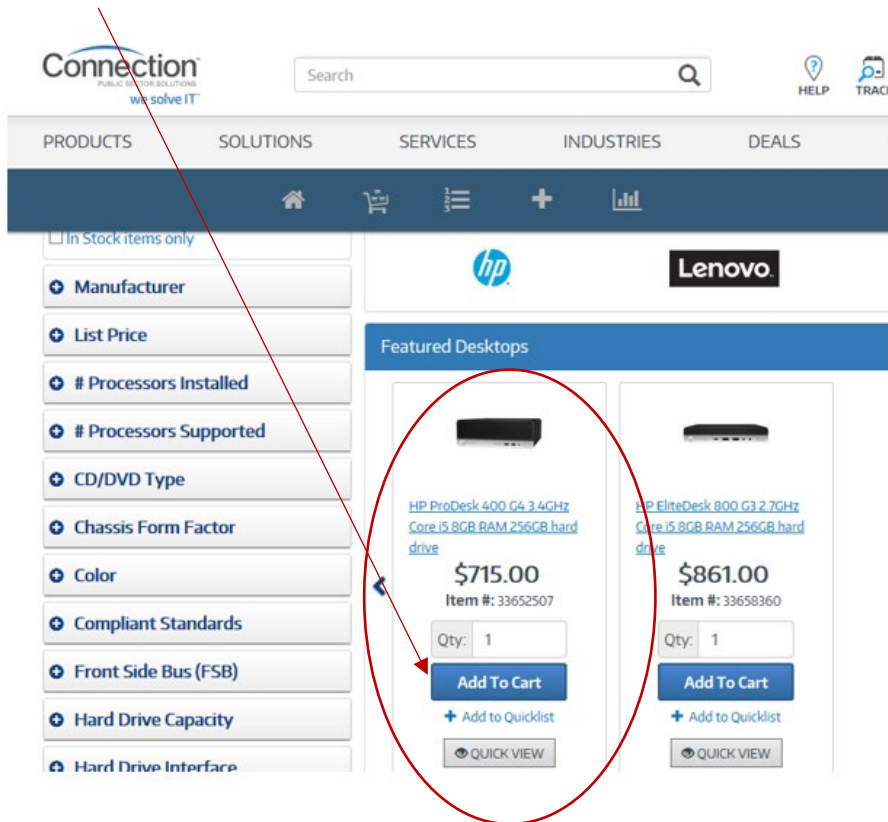 Connection
PUBLIC SECTOR SOLUTIONS
we solve IT
Search
HELP
TRACK
PRODUCTS SOLUTIONS SERVICES INDUSTRIES DEALS
In Stock items only
hp
Lenovo
Manufacturer
List Price
# Processors Installed
# Processors Supported
CD/DVD Type
Chassis Form Factor
Color
Compliant Standards
Front Side Bus (FSB)
Hard Drive Capacity
Hard Drive Interface
Featured Desktops
HP ProDesk 400 G4 3.4GHz
Core i5 8GB RAM 256GB hard
drive
$715.00
Item #: 33652507
Qty: 1
Add To Cart
+ Add to Quicklist
QUICK VIEW
HP EliteDesk 800 G3 2.7GHz
Core i5 8GB RAM 256GB hard
drive
$861.00
Item #: 33658360
Qty: 1
Add To Cart
+ Add to Quicklist
QUICK VIEW